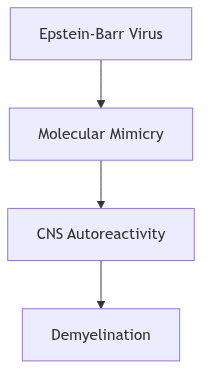 Epstein-Barr Virus
Molecular Mimicry
CNS Autoreactivity
Demyelination